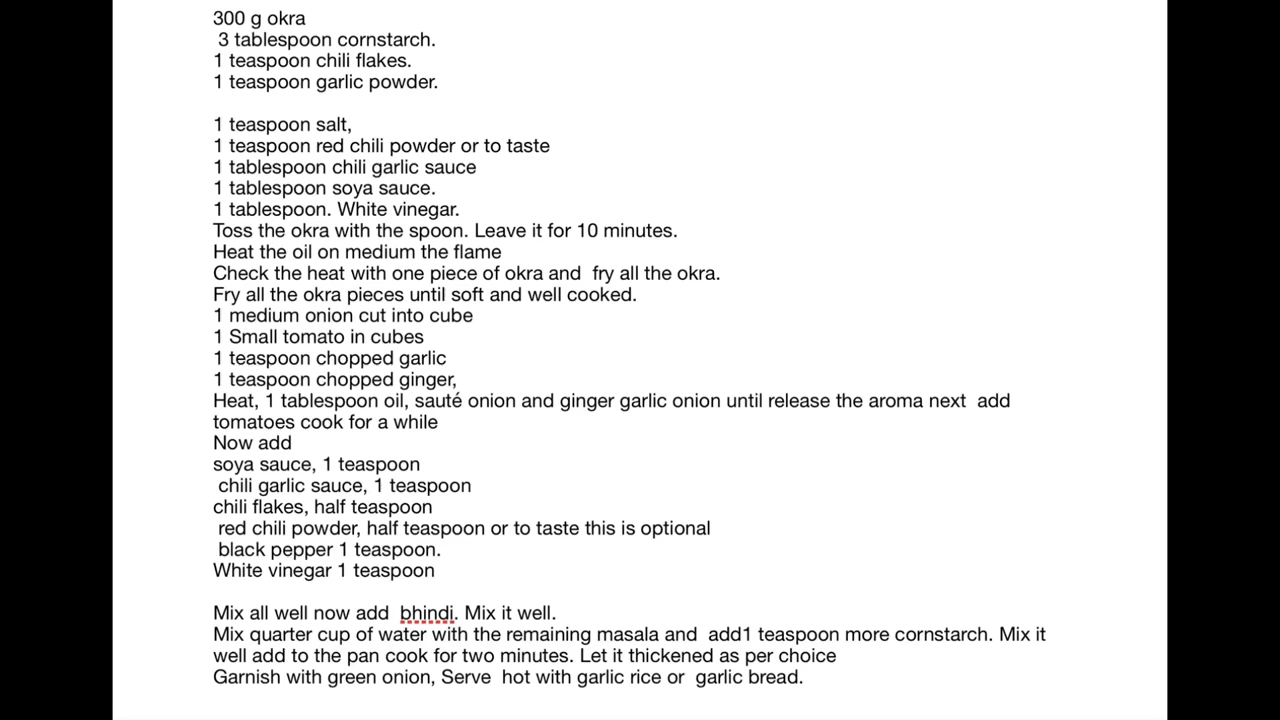 300 g okra
3 tablespoon cornstarch.
1 teaspoon chili flakes.
1 teaspoon garlic powder.
1 teaspoon salt,
1 teaspoon red chili powder or to taste
1 tablespoon chili garlic sauce
1 tablespoon soya sauce.
1 tablespoon. White vinegar.
Toss the okra with the spoon. Leave it for 10 minutes.
Heat the oil on medium the flame
Check the heat with one piece of okra and  fry all the okra.
Fry all the okra pieces until soft and well cooked.
1 medium onion cut into cube
1 Small tomato in cubes
1 teaspoon chopped garlic
1 teaspoon chopped ginger,
Heat, 1 tablespoon oil, sauté onion and ginger garlic onion until release the aroma next  add
tomatoes cook for a while
Now add
soya sauce, 1 teaspoon
chili garlic sauce, 1 teaspoon
chili flakes, half teaspoon
red chili powder, half teaspoon or to taste this is optional
black pepper 1 teaspoon.
White vinegar 1 teaspoon
Mix all well now add  bhindi. Mix it well.
Mix quarter cup of water with the remaining masala and  add1 teaspoon more cornstarch. Mix it
well add to the pan cook for two minutes. Let it thickened as per choice
Garnish with green onion, Serve  hot with garlic rice or  garlic bread.